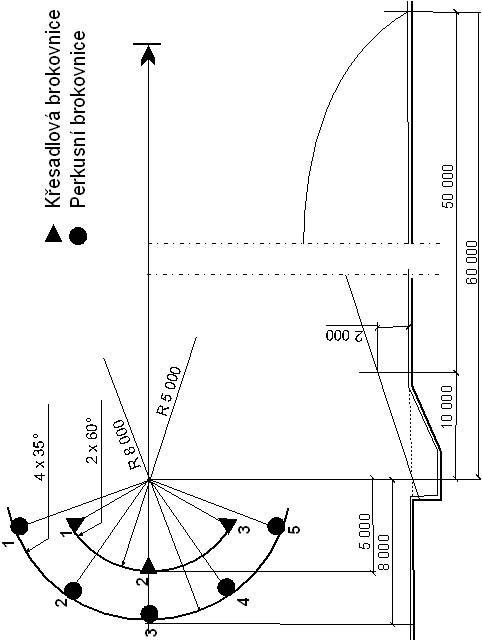 Křesadlová brokovnice
Perkusní brokovnice
4 x 35°
2 x 60°
R 8 000
R 5 000
1
2
3
4
5
1
2
3
2 000
5 000
8 000
10 000
50 000
60 000